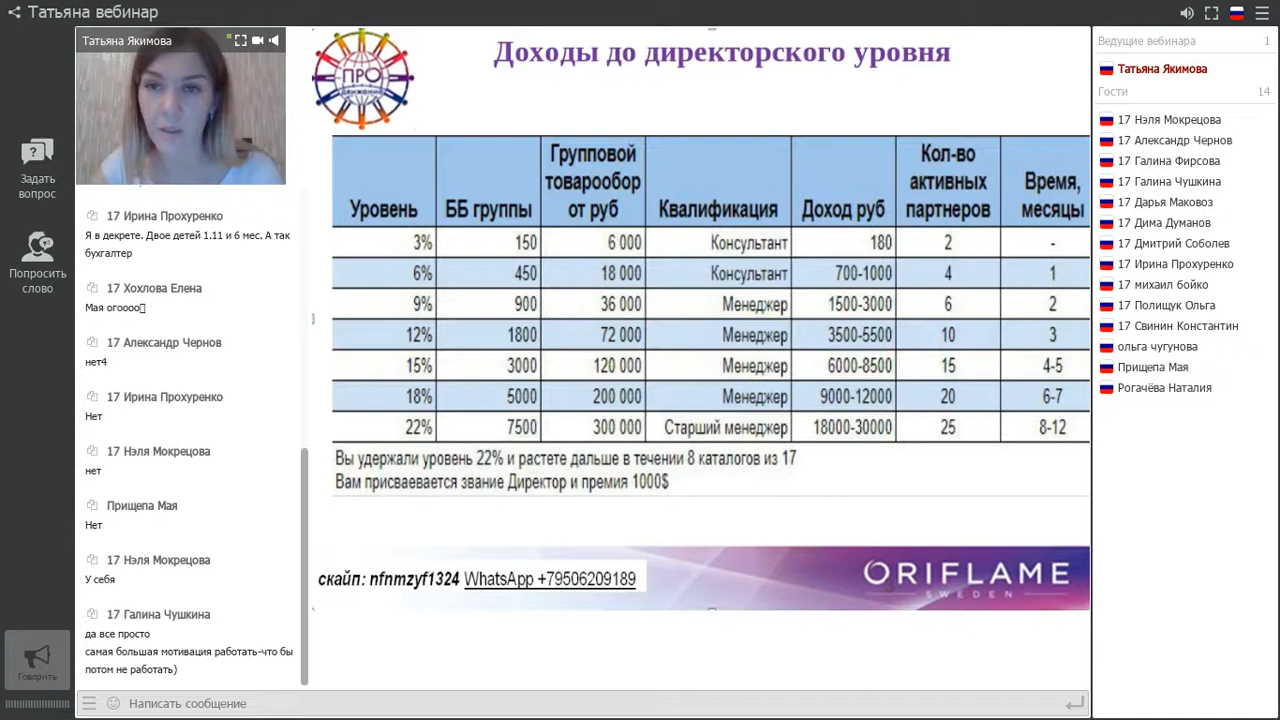 Татьяна вебинар
Татьяна Якимова
Задать
вопрос
Попросить
слово
Говорить
17 Ирина Прохуренко
Я в декрете. Двое детей 1.11 и 6 мес. А так
бухгалтер
17 Хохлова Елена
Мая огоооо
17 Александр Чернов
нет4
17 Ирина Прохуренко
Нет
17 Нэля Мокрецова
нет
Прищепа Мая
Нет
17 Нэля Мокрецова
У себя
17 Галина Чушкина
да все просто
самая большая мотивация работать-что бы
потом не работать)
Написать сообщение
ПРО
движение
Доходы до директорского уровня
Уровень ББ группы Групповой товарообор от руб Квалификация Доход руб Кол-во активных партнеров Время, месяцы
3% 150 6 000 Консультант 180 2 -
6% 450 18 000 Консультант 700-1000 4 1
9% 900 36 000 Менеджер 1500-3000 6 2
12% 1800 72 000 Менеджер 3500-5500 10 3
15% 3000 120 000 Менеджер 6000-8500 15 4-5
18% 5000 200 000 Менеджер 9000-12000 20 6-7
22% 7500 300 000 Старший менеджер 18000-30000 25 8-12
Вы удержали уровень 22% и растете дальше в течении 8 каталогов из 17
Вам присваевается звание Директор и премия 1000$
скайп: nfnmzyf1324 WhatsApp +79506209189
ORIFLAME
SWEDEN
Ведущие вебинара 1
Татьяна Якимова
Гости 14
17 Нэля Мокрецова
17 Александр Чернов
17 Галина Фирсова
17 Галина Чушкина
17 Дарья Маковоз
17 Дима Думанов
17 Дмитрий Соболев
17 Ирина Прохуренко
17 михаил бойко
17 Полищук Ольга
17 Свинин Константин
ольга чугунова
Прищепа Мая
Рогачёва Наталия